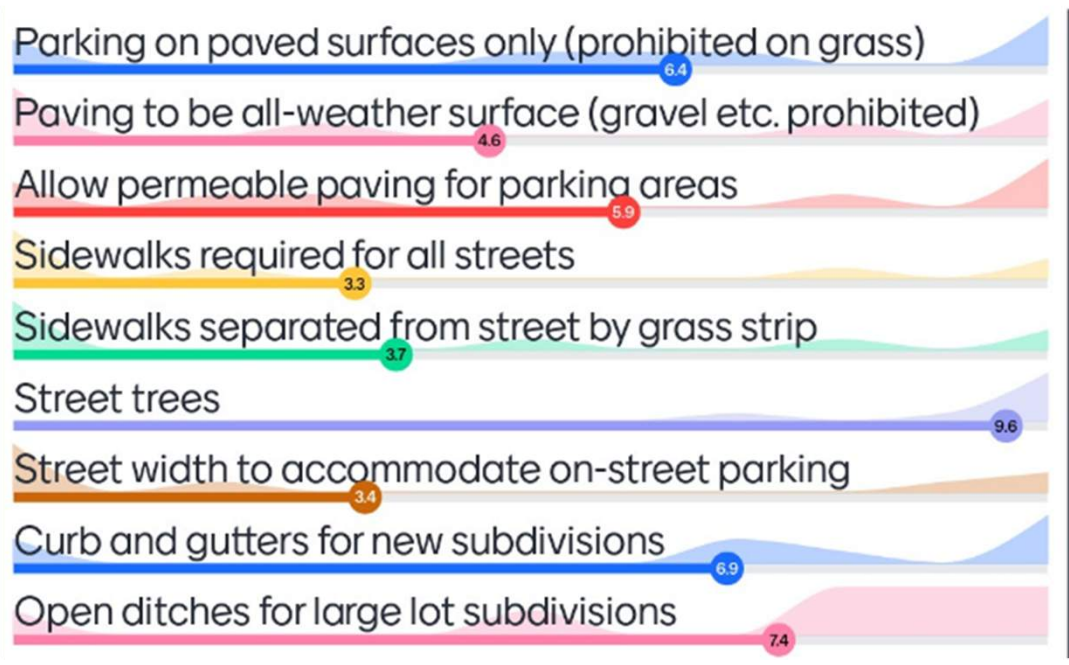 Parking on paved surfaces only (prohibited on grass)
6.4
Paving to be all-weather surface (gravel etc. prohibited)
4.6
Allow permeable paving for parking areas
5.9
Sidewalks required for all streets
3.3
Sidewalks separated from street by grass strip
3.7
Street trees
9.6
Street width to accommodate on-street parking
3.4
Curb and gutters for new subdivisions
6.9
Open ditches for large lot subdivisions
7.4